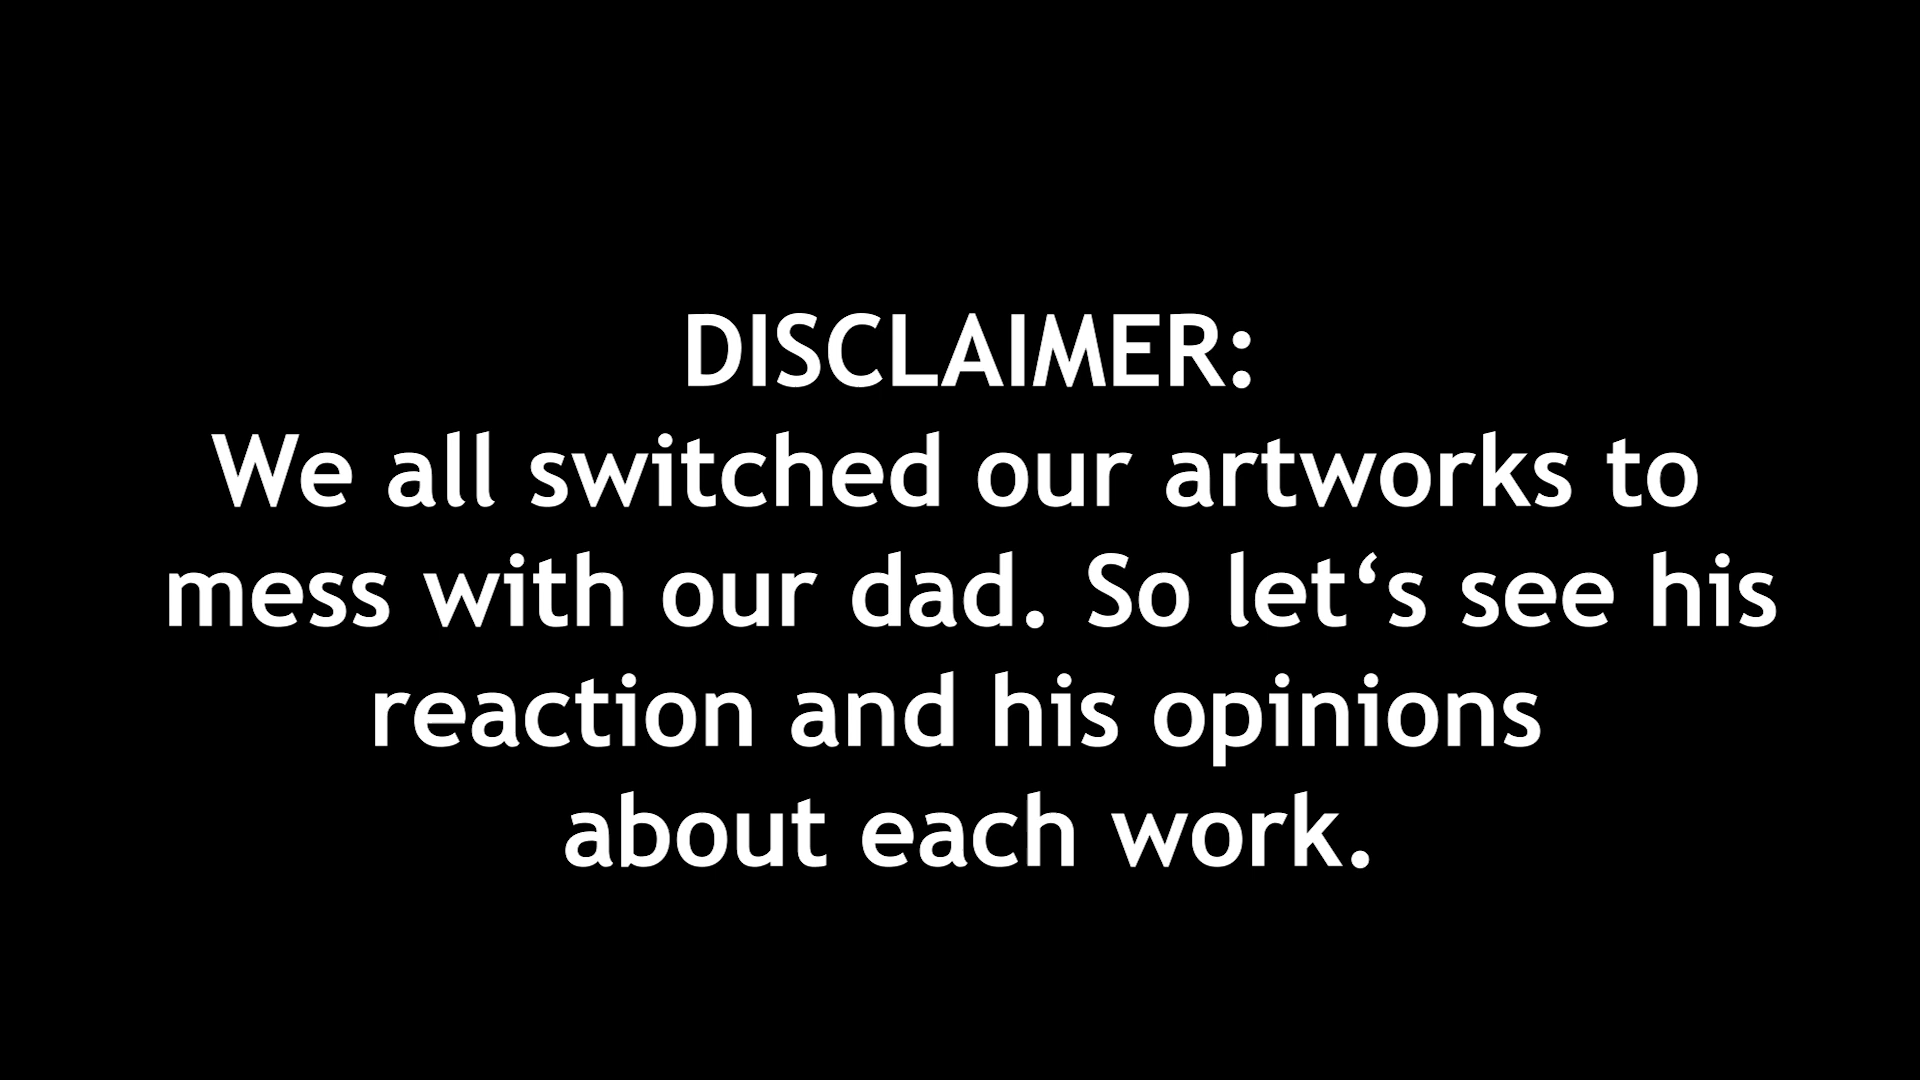 DISCLAIMER:
We all switched our artworks to
mess with our dad. So let‘s see his
reaction and his opinions
about each work.